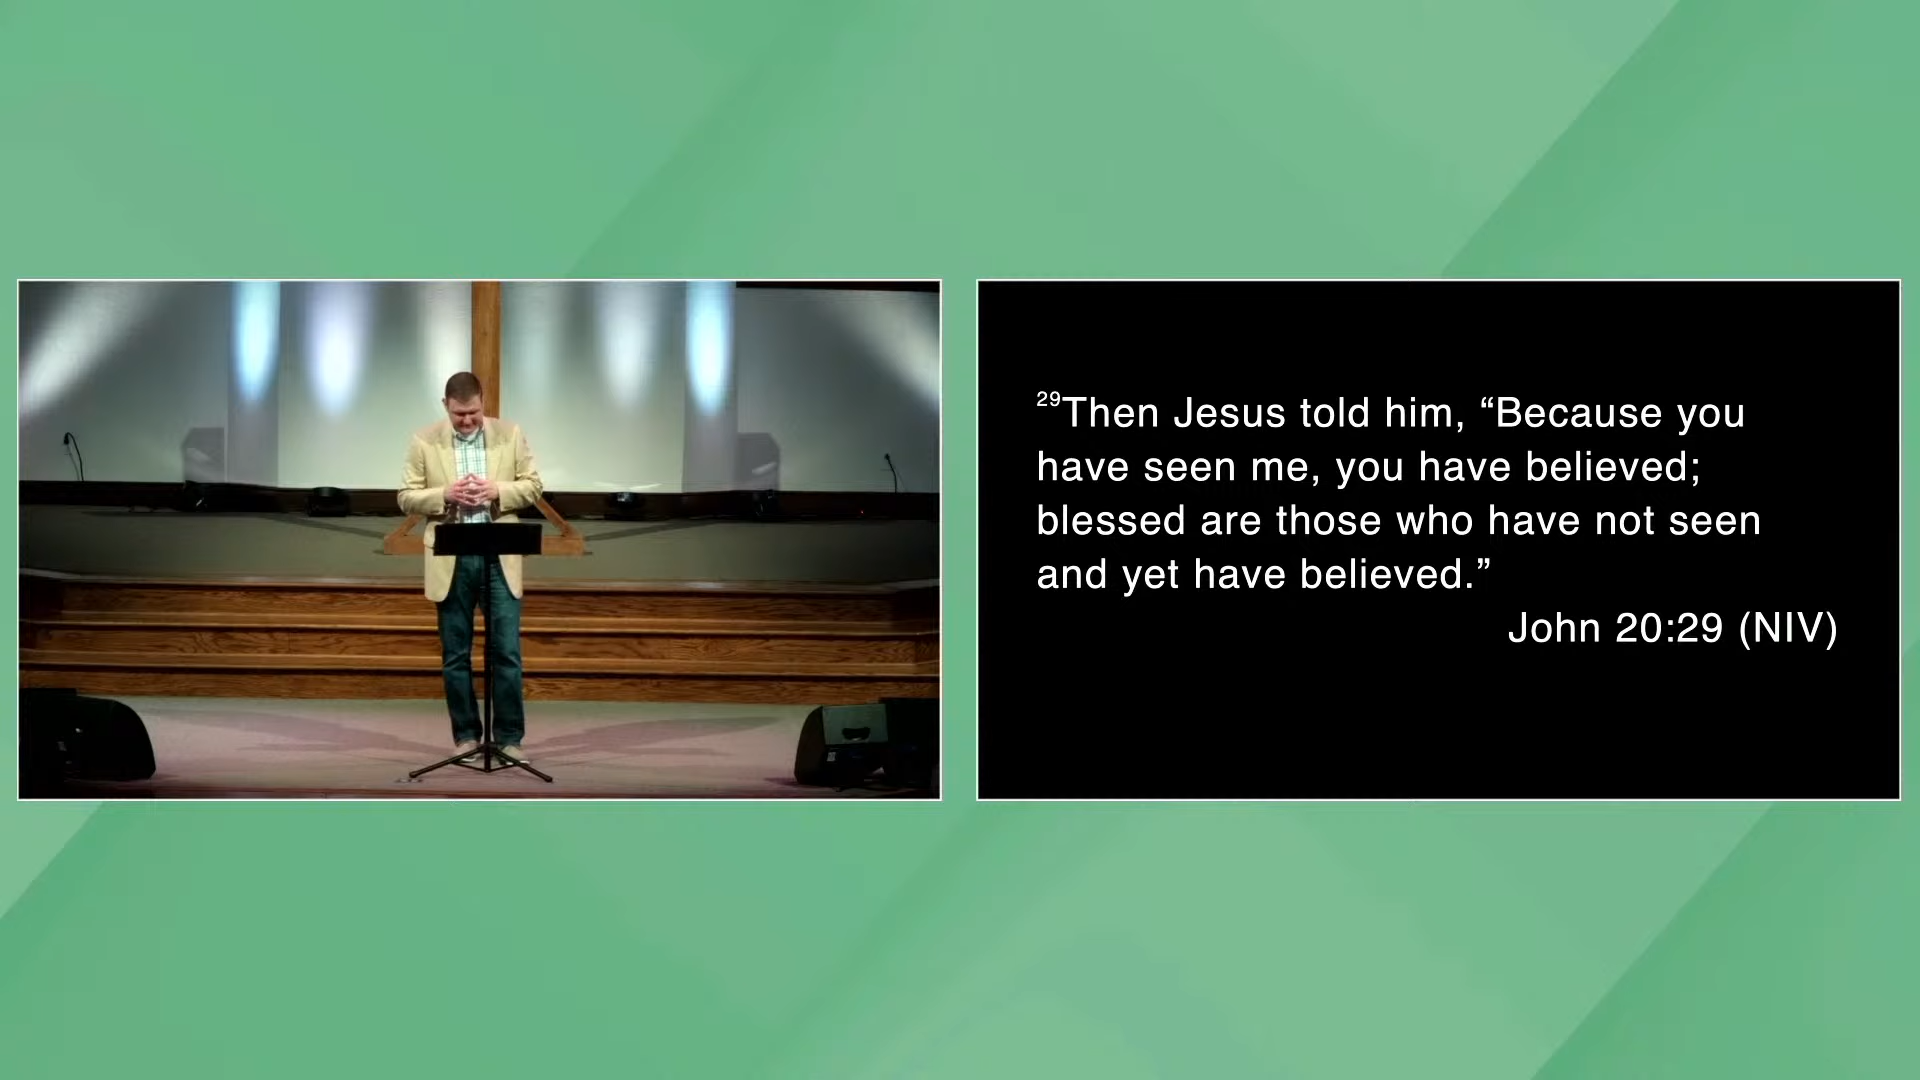 29Then Jesus told him, “Because you
have seen me, you have believed;
blessed are those who have not seen
and yet have believed.”
John 20:29 (NIV)